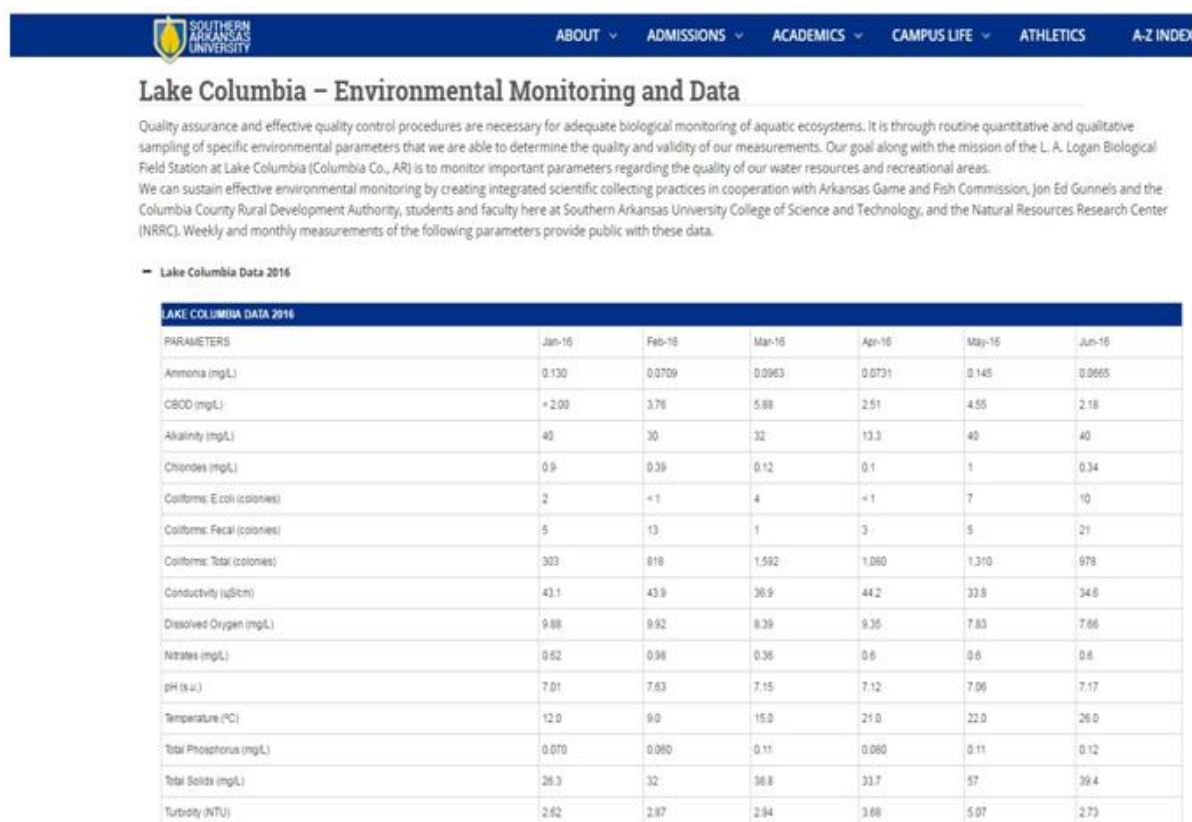 SOUTHERN
ARKANSAS
UNIVERSITY
ABOUT ADMISSIONS ACADEMICS CAMPUS LIFE ATHLETICS A-Z INDEX
Lake Columbia – Environmental Monitoring and Data
Quality assurance and effective quality control procedures are necessary for adequate biological monitoring of aquatic ecosystems. It is through routine quantitative and qualitative
sampling of specific environmental parameters that we are able to determine the quality and validity of our measurements. Our goal along with the mission of the L. A. Logan Biological
Field Station at Lake Columbia (Columbia Co., AR) is to monitor important parameters regarding the quality of our water resources and recreational areas.
We can sustain effective environmental monitoring by creating integrated scientific collecting practices in cooperation with Arkansas Game and Fish Commission, Jon Ed Gunnels and the
Columbia County Rural Development Authority, students and faculty here at Southern Arkansas University College of Science and Technology, and the Natural Resources Research Center
(NRRC). Weekly and monthly measurements of the following parameters provide public with these data.
– Lake Columbia Data 2016
LAKE COLUMBIA DATA 2016
PARAMETERS Jan-16 Feb-16 Mar-16 Apr-16 May-16 Jun-16
Ammonia (mg/L) 0.130 0.0709 0.0963 0.0731 0.145 0.0665
CBOD (mg/L) < 2.00 3.76 5.88 2.51 4.55 2.18
Alkalinity (mg/L) 40 30 32 13.3 40 40
Chlorides (mg/L) 0.9 0.39 0.12 0.1 1 0.34
Coliforms: E.coli (colonies) 2 <1 4 <1 7 10
Coliforms: Fecal (colonies) 5 13 1 3 5 21
Coliforms: Total (colonies) 303 818 1,592 1,060 1,310 978
Conductivity (uS/cm) 43.1 43.9 36.9 44.2 33.8 34.6
Dissolved Oxygen (mg/L) 9.88 9.92 8.39 9.35 7.83 7.66
Nitrates (mg/L) 0.62 0.98 0.36 0.6 0.6 0.6
pH (s.u.) 7.01 7.63 7.15 7.12 7.06 7.17
Temperature (ºC) 12.0 9.0 15.0 21.0 22.0 26.0
Total Phosphorus (mg/L) 0.070 0.060 0.11 0.080 0.11 0.12
Total Solids (mg/L) 26.3 32 38.8 33.7 57 39.4
Turbidity (NTU) 2.62 2.87 2.94 3.68 5.07 2.73